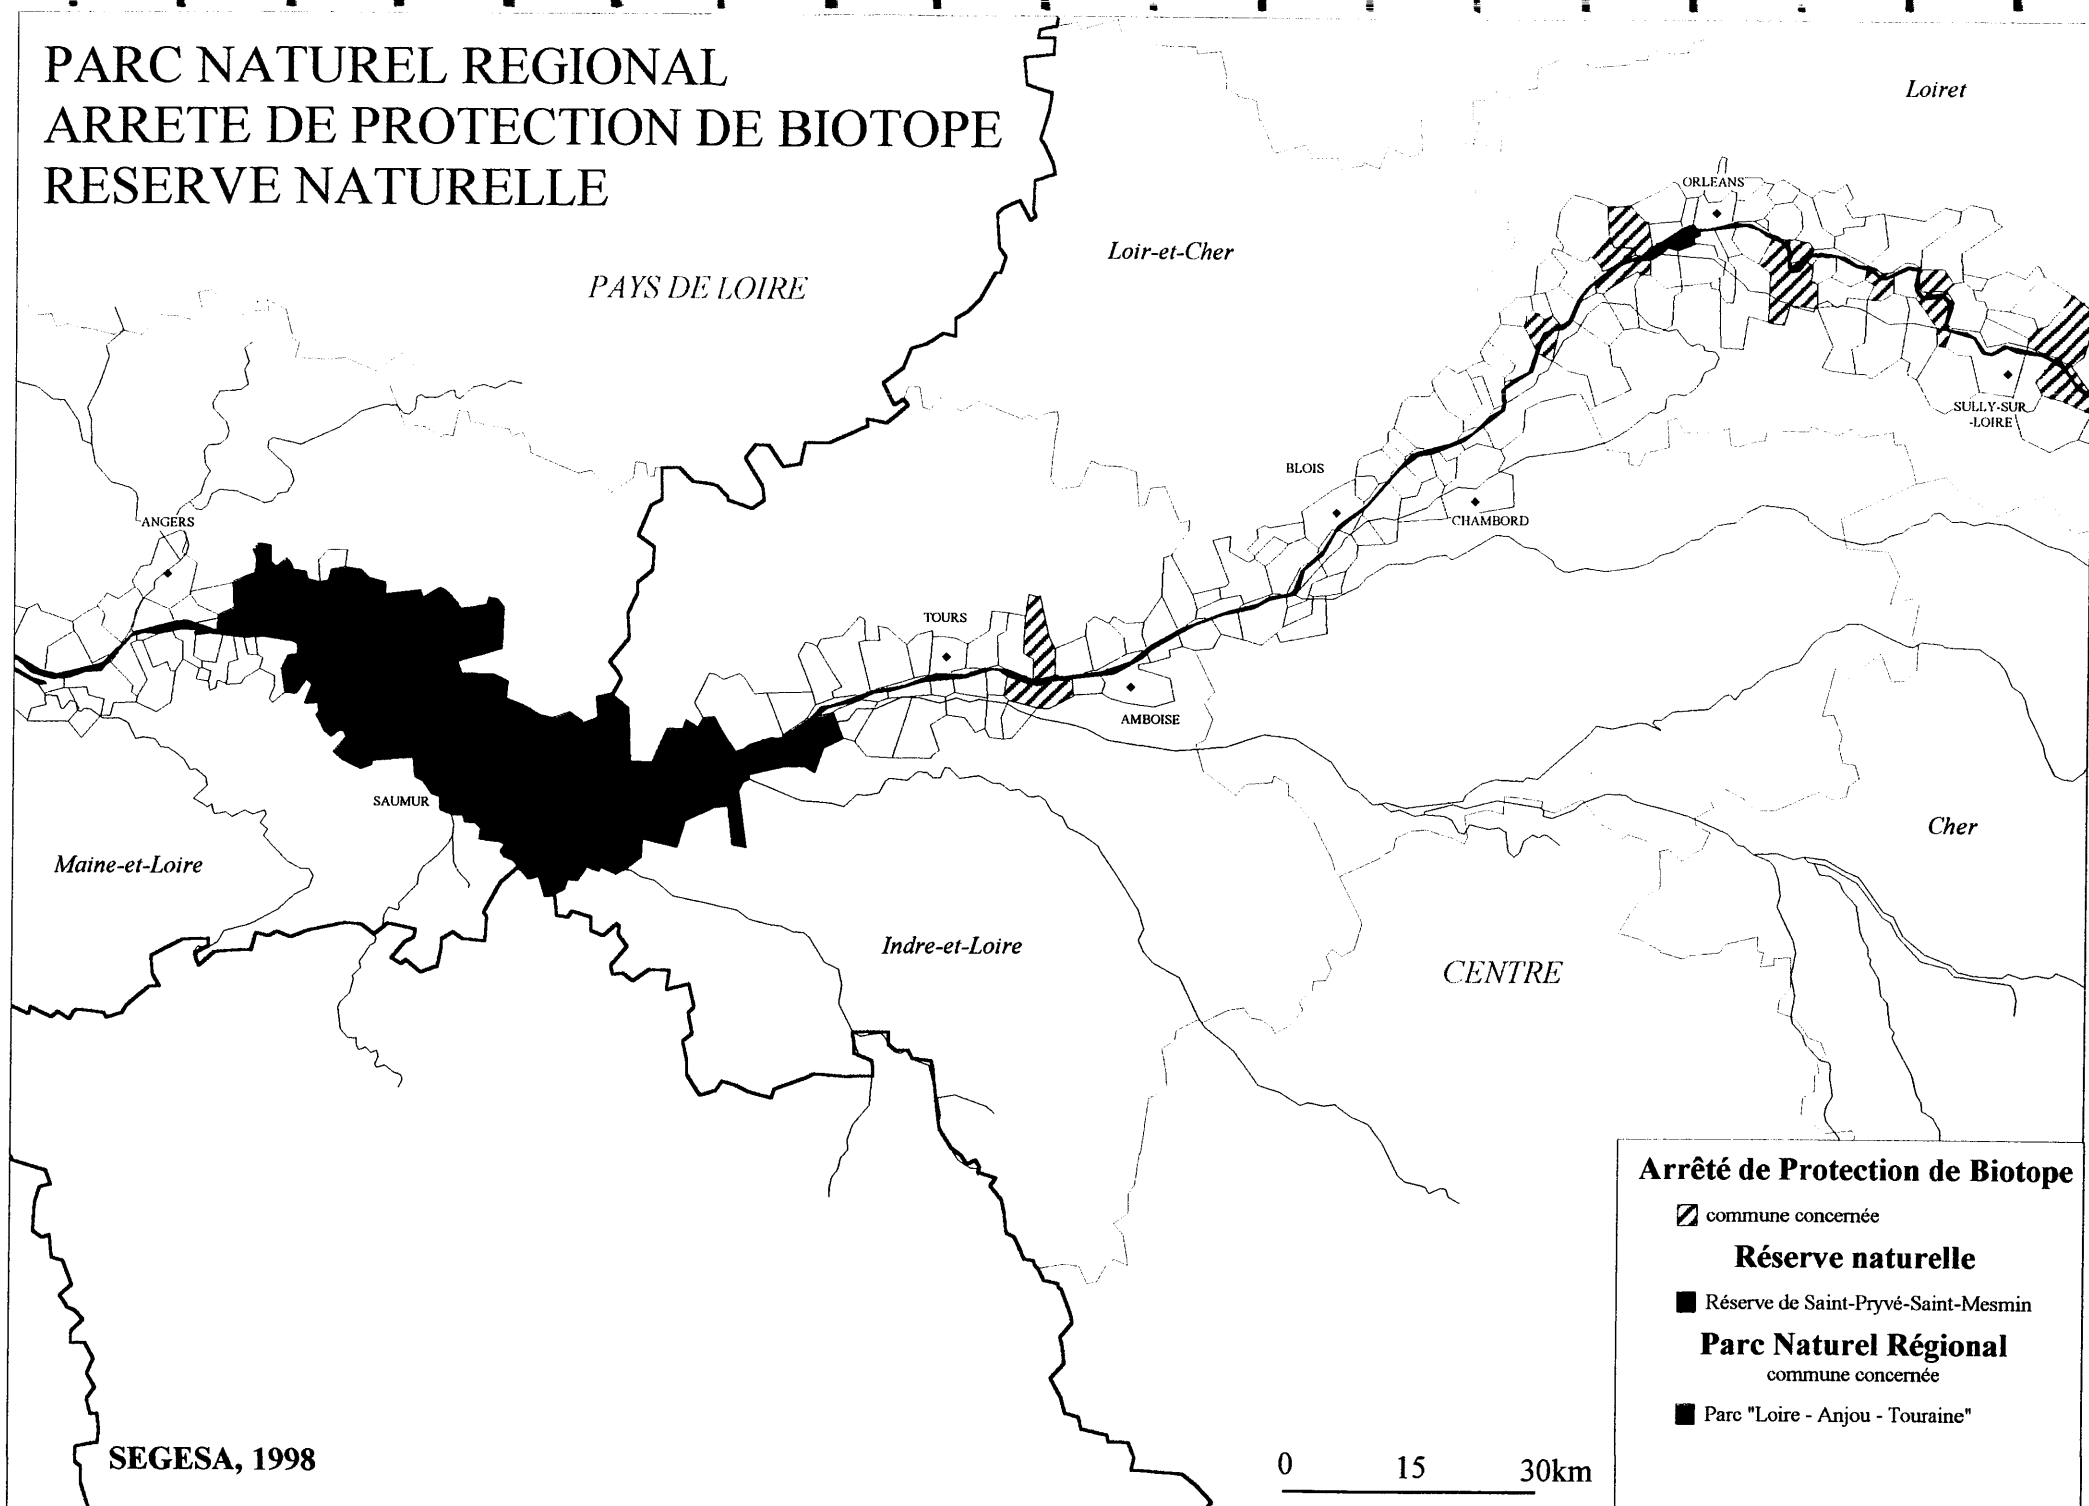 PARC NATUREL REGIONAL
ARRETE DE PROTECTION DE BIOTOPE
RESERVE NATURELLE
Loiret
ORLEANS
Loir-et-Cher
PAYS DE LOIRE
SULLY-SUR
-LOIRE
BLOIS
CHAMBORD
ANGERS
TOURS
AMBOISE
SAUMUR
Cher
Maine-et-Loire
Indre-et-Loire
CENTRE
Arrêté de Protection de Biotope
commune concernée
Réserve naturelle
Réserve de Saint-Pryvé-Saint-Mesmin
Parc Naturel Régional
commune concernée
Parc "Loire - Anjou - Touraine"
SEGESA, 1998
0 15 30km